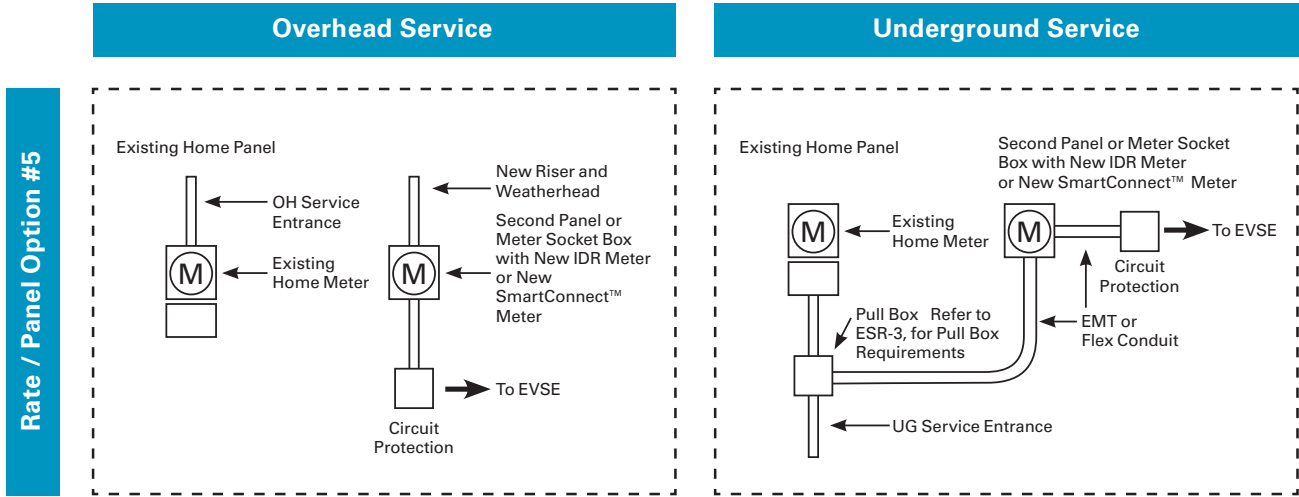 Overhead Service
Underground Service
Rate / Panel Option #5
Existing Home Panel
OH Service
Entrance
Existing
Home Meter
M
New Riser and
Weatherhead
Second Panel or
Meter Socket Box
with New IDR Meter
or New
SmartConnect™
Meter
M
To EVSE
Circuit
Protection
Existing Home Panel
Second Panel or Meter Socket
Box with New IDR Meter
or New SmartConnect™ Meter
M
Existing
Home Meter
M
To EVSE
Circuit
Protection
Pull Box Refer to
ESR-3, for Pull Box
Requirements
EMT or
Flex Conduit
UG Service Entrance